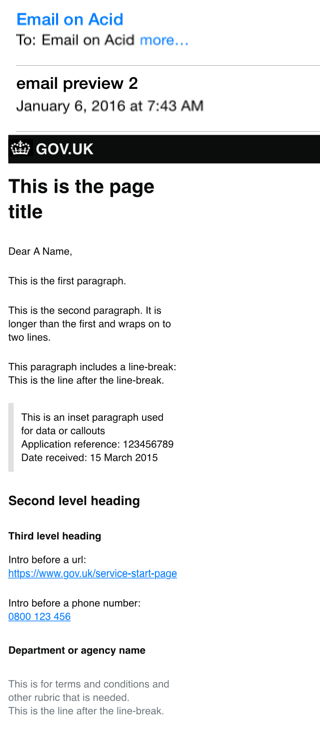 Email on Acid
To: Email on Acid more...
email preview 2
January 6, 2016 at 7:43 AM
GOV.UK
This is the page
title
Dear A Name,
This is the first paragraph.
This is the second paragraph. It is
longer than the first and wraps on to
two lines.
This paragraph includes a line-break:
This is the line after the line-break.
This is an inset paragraph used
for data or callouts
Application reference: 123456789
Date received: 15 March 2015
Second level heading
Third level heading
Intro before a url:
https://www.gov.uk/service-start-page
Intro before a phone number:
0800 123 456
Department or agency name
This is for terms and conditions and
other rubric that is needed.
This is the line after the line-break.